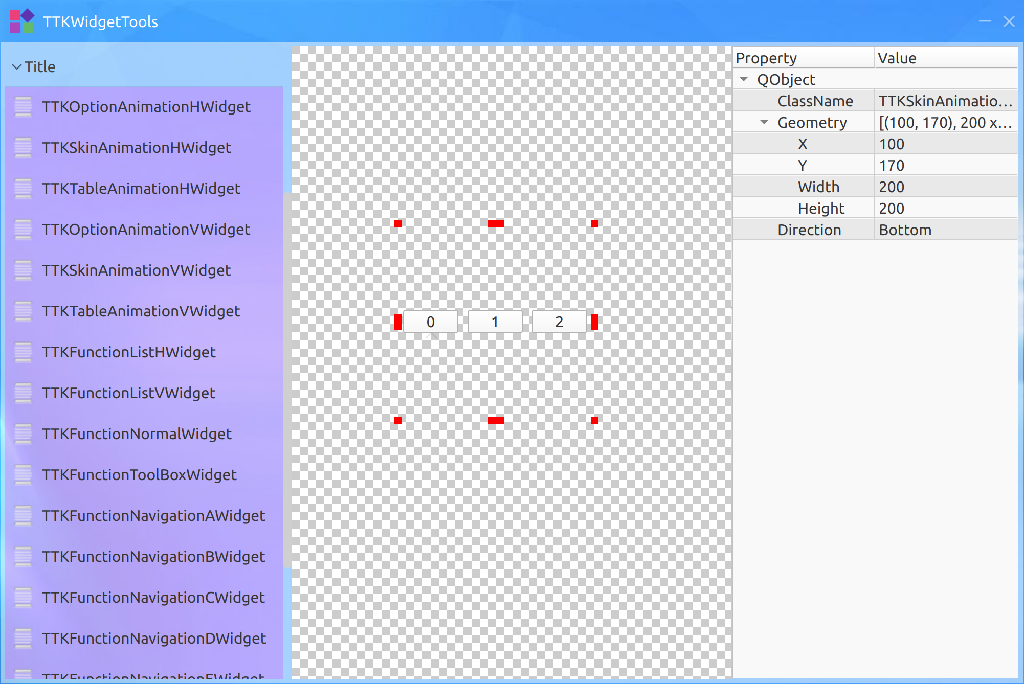 TTKWidgetTools
Title
TTKOptionAnimationHWidget
TTKSkinAnimationHWidget
TTKTableAnimationHWidget
TTKOptionAnimationVWidget
TTKSkinAnimationVWidget
TTKTableAnimationVWidget
TTKFunctionListHWidget
TTKFunctionListVWidget
TTKFunctionNormalWidget
TTKFunctionToolBoxWidget
TTKFunctionNavigationAWidget
TTKFunctionNavigationBWidget
TTKFunctionNavigationCWidget
TTKFunctionNavigationDWidget
TTKFunctionNavigationEWidget
0 1 2
Property Value
QObject
ClassName TTKSkinAnimatio...
Geometry [(100, 170), 200 x...
X 100
Y 170
Width 200
Height 200
Direction Bottom